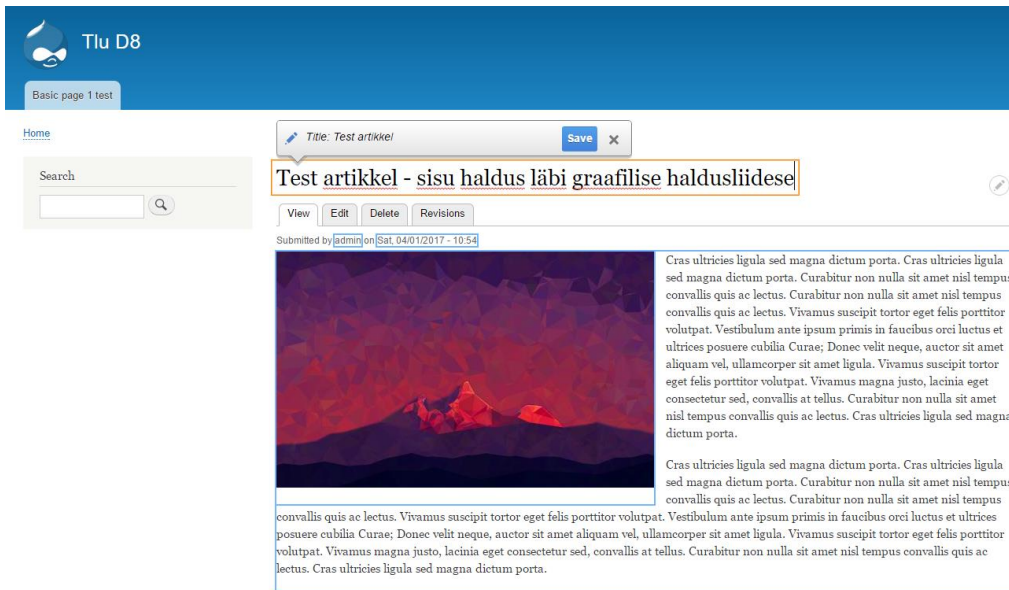 Tlu D8
Basic page 1 test
Home
Search
Title: Test artikkel
Save
Test artikkel - sisu haldus läbi graafilise haldusliidese
View Edit Delete Revisions
Submitted by admin on Sat, 04/01/2017 - 10:54
Cras ultricies ligula sed magna dictum porta. Cras ultricies ligula
sed magna dictum porta. Curabitur non nulla sit amet nisl tempus
convallis quis ac lectus. Curabitur non nulla sit amet nisl tempus
convallis quis ac lectus. Vivamus suscipit tortor eget felis porttitor
volutpat. Vestibulum ante ipsum primis in faucibus orci luctus et
ultrices posuere cubilia Curae; Donec velit neque, auctor sit amet
aliquam vel, ullamcorper sit amet ligula. Vivamus suscipit tortor
eget felis porttitor volutpat. Vivamus magna justo, lacinia eget
consectetur sed, convallis at tellus. Curabitur non nulla sit amet
nisl tempus convallis quis ac lectus. Cras ultricies ligula sed magna
dictum porta.
Cras ultricies ligula sed magna dictum porta. Cras ultricies ligula
sed magna dictum porta. Curabitur non nulla sit amet nisl tempus
convallis quis ac lectus. Curabitur non nulla sit amet nisl tempus
convallis quis ac lectus. Vivamus suscipit tortor eget felis porttitor volutpat. Vestibulum ante ipsum primis in faucibus orci luctus et ultrices
posuere cubilia Curae; Donec velit neque, auctor sit amet aliquam vel, ullamcorper sit amet ligula. Vivamus suscipit tortor eget felis porttitor
volutpat. Vivamus magna justo, lacinia eget consectetur sed, convallis at tellus. Curabitur non nulla sit amet nisl tempus convallis quis ac
lectus. Cras ultricies ligula sed magna dictum porta.